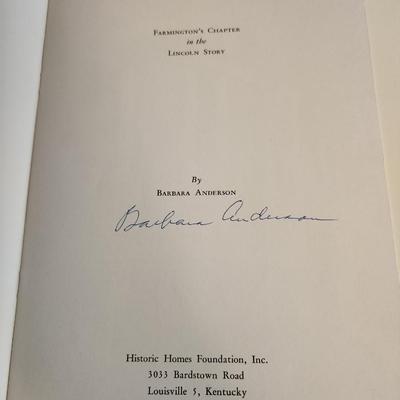 Farmington's Chapter
in the
Lincoln Story
By
Barbara Anderson
Barbara Anderson
Historic Homes Foundation, Inc.
3033 Bardstown Road
Louisville 5, Kentucky